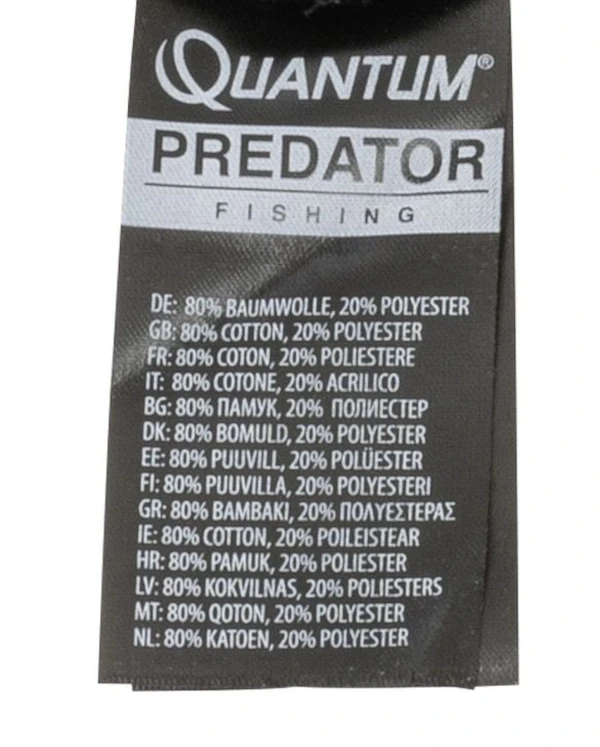 QUANTUM®
PREDATOR
FISHING
DE: 80% BAUMWOLLE, 20% POLYESTER
GB: 80% COTTON, 20% POLYESTER
FR: 80% COTON, 20% POLIESTERE
IT: 80% COTONE, 20% ACRILICO
BG: 80% ПАМУК, 20% ПОЛИЕСТЕР
DK: 80% BOMULD, 20% POLYESTER
EE: 80% PUUVILL, 20% POLÜESTER
FI: 80% PUUVILLA, 20% POLYESTERI
GR: 80% ΒΑΜΒΑΚΙ, 20% ΠΟΛΥΕΣΤΕΡΑΣ
IE: 80% COTTON, 20% POILEISTEAR
HR: 80% PAMUK, 20% POLIESTER
LV: 80% KOKVILNAS, 20% POLIESTERS
MT: 80% QOTON, 20% POLYESTER
NL: 80% KATOEN, 20% POLYESTER